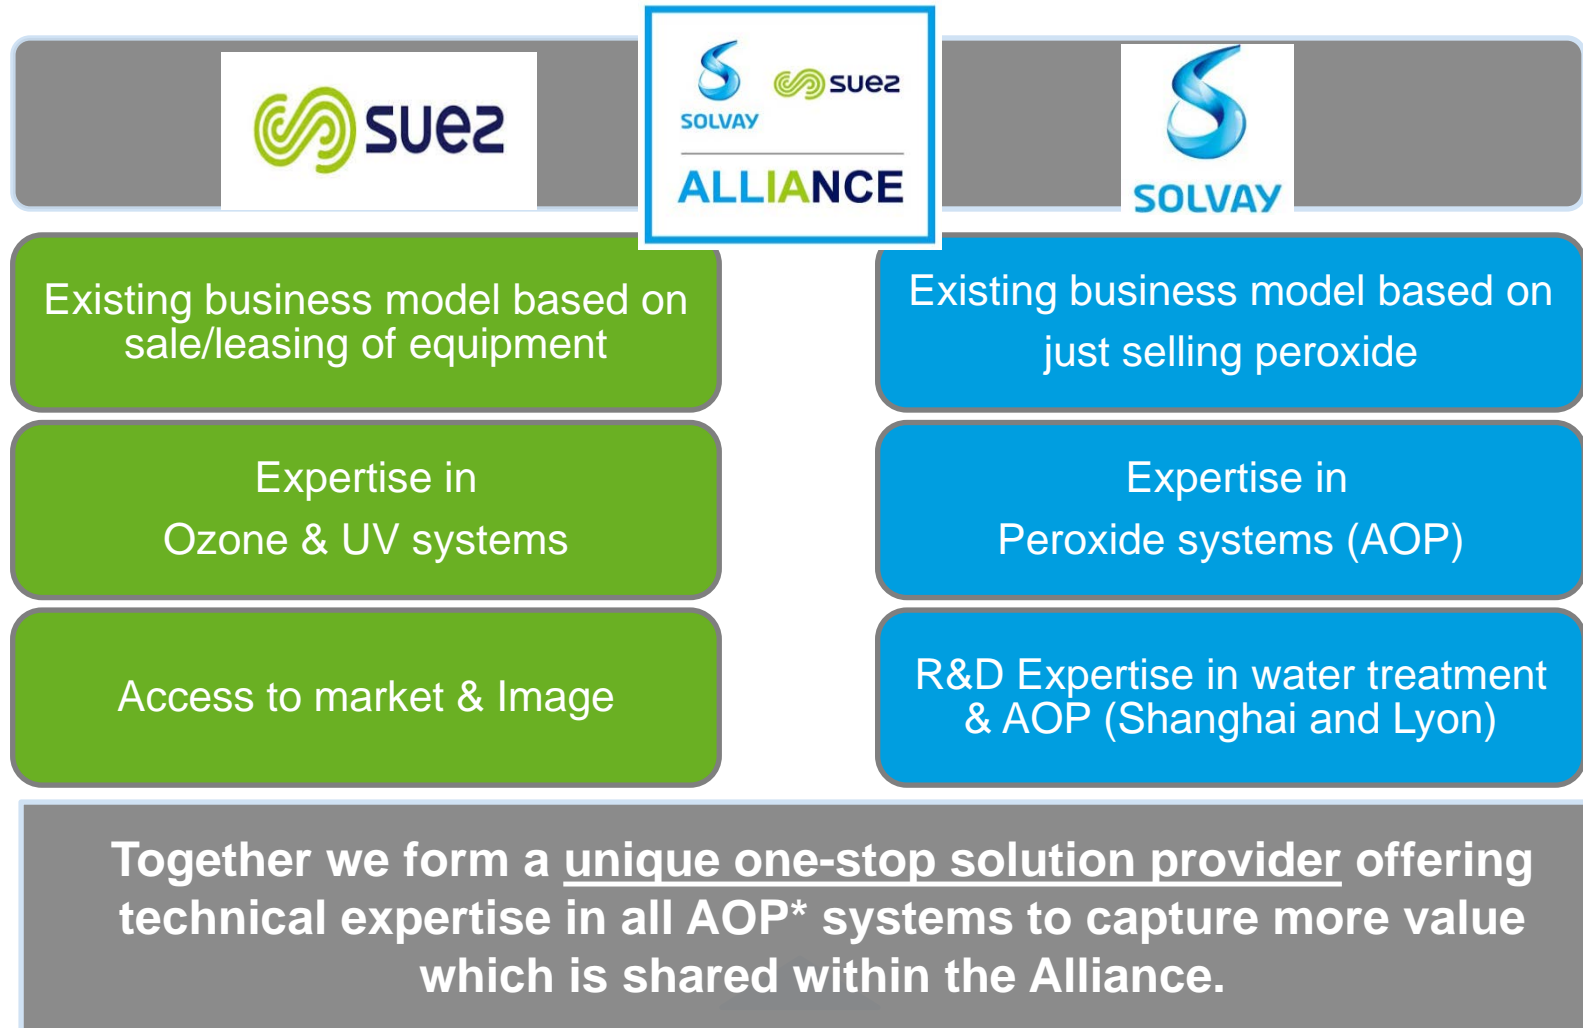 suez
SOLVAY
suez
ALLIANCE
SOLVAY
Existing business model based on
sale/leasing of equipment
Existing business model based on
just selling peroxide
Expertise in
Ozone & UV systems
Expertise in
Peroxide systems (AOP)
Access to market & Image
R&D Expertise in water treatment
& AOP (Shanghai and Lyon)
Together we form a unique one-stop solution provider offering
technical expertise in all AOP* systems to capture more value
which is shared within the Alliance.